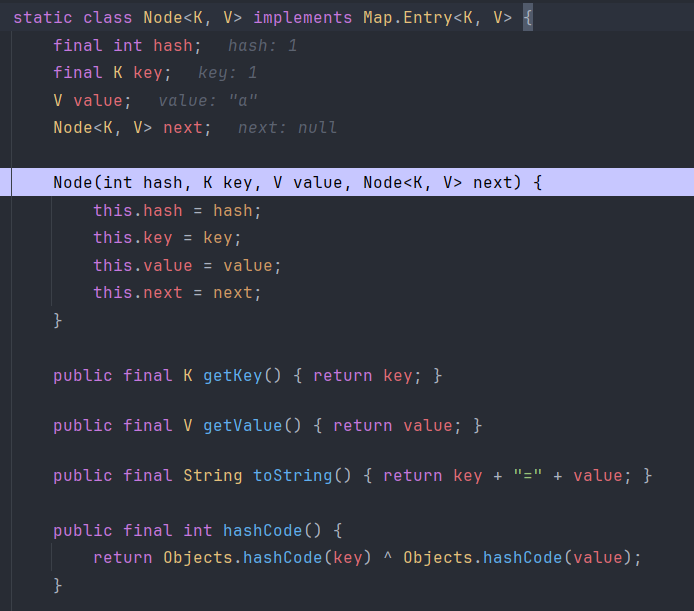 static class Node<K, V> implements Map.Entry<K, V> {
final int hash; hash: 1
final K key; key: 1
V value; value: "a"
Node<K, V> next; next: null
Node(int hash, K key, V value, Node<K, V> next) {
this.hash = hash;
this.key = key;
this.value = value;
this.next = next;
}
public final K getKey() { return key; }
public final V getValue() { return value; }
public final String toString() { return key + "=" + value; }
public final int hashCode() {
return Objects.hashCode(key) ^ Objects.hashCode(value);
}